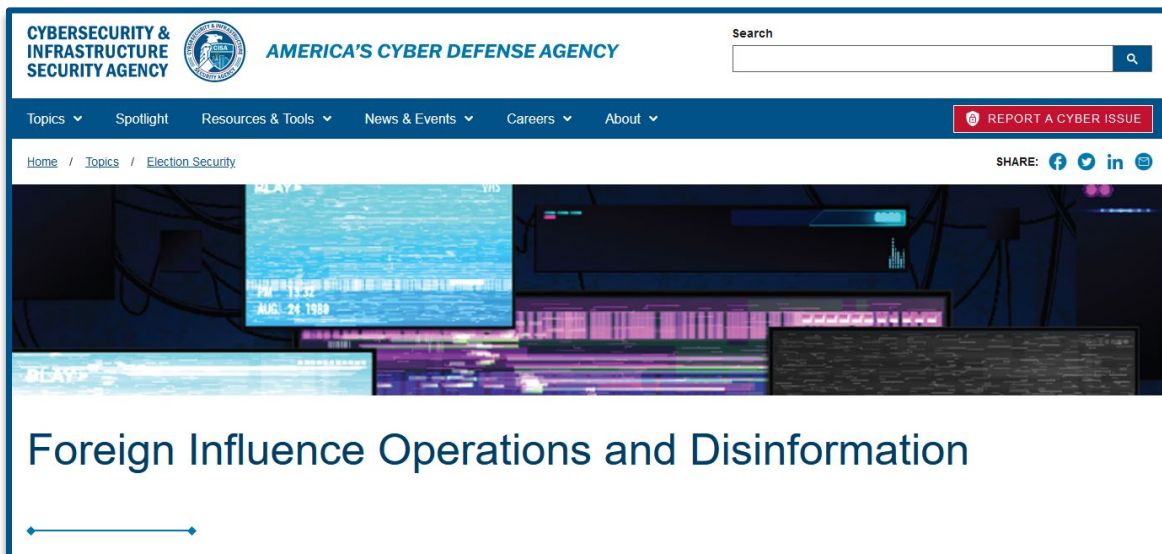 CYBERSECURITY &
INFRASTRUCTURE
SECURITY AGENCY
CISA
AMERICA'S CYBER DEFENSE AGENCY
Search
Topics Spotlight Resources & Tools News & Events Careers About REPORT A CYBER ISSUE
Home / Topics / Election Security SHARE:
PLAY VHS
PM 13:32
AUG. 24 1980
PLAY
Foreign Influence Operations and Disinformation